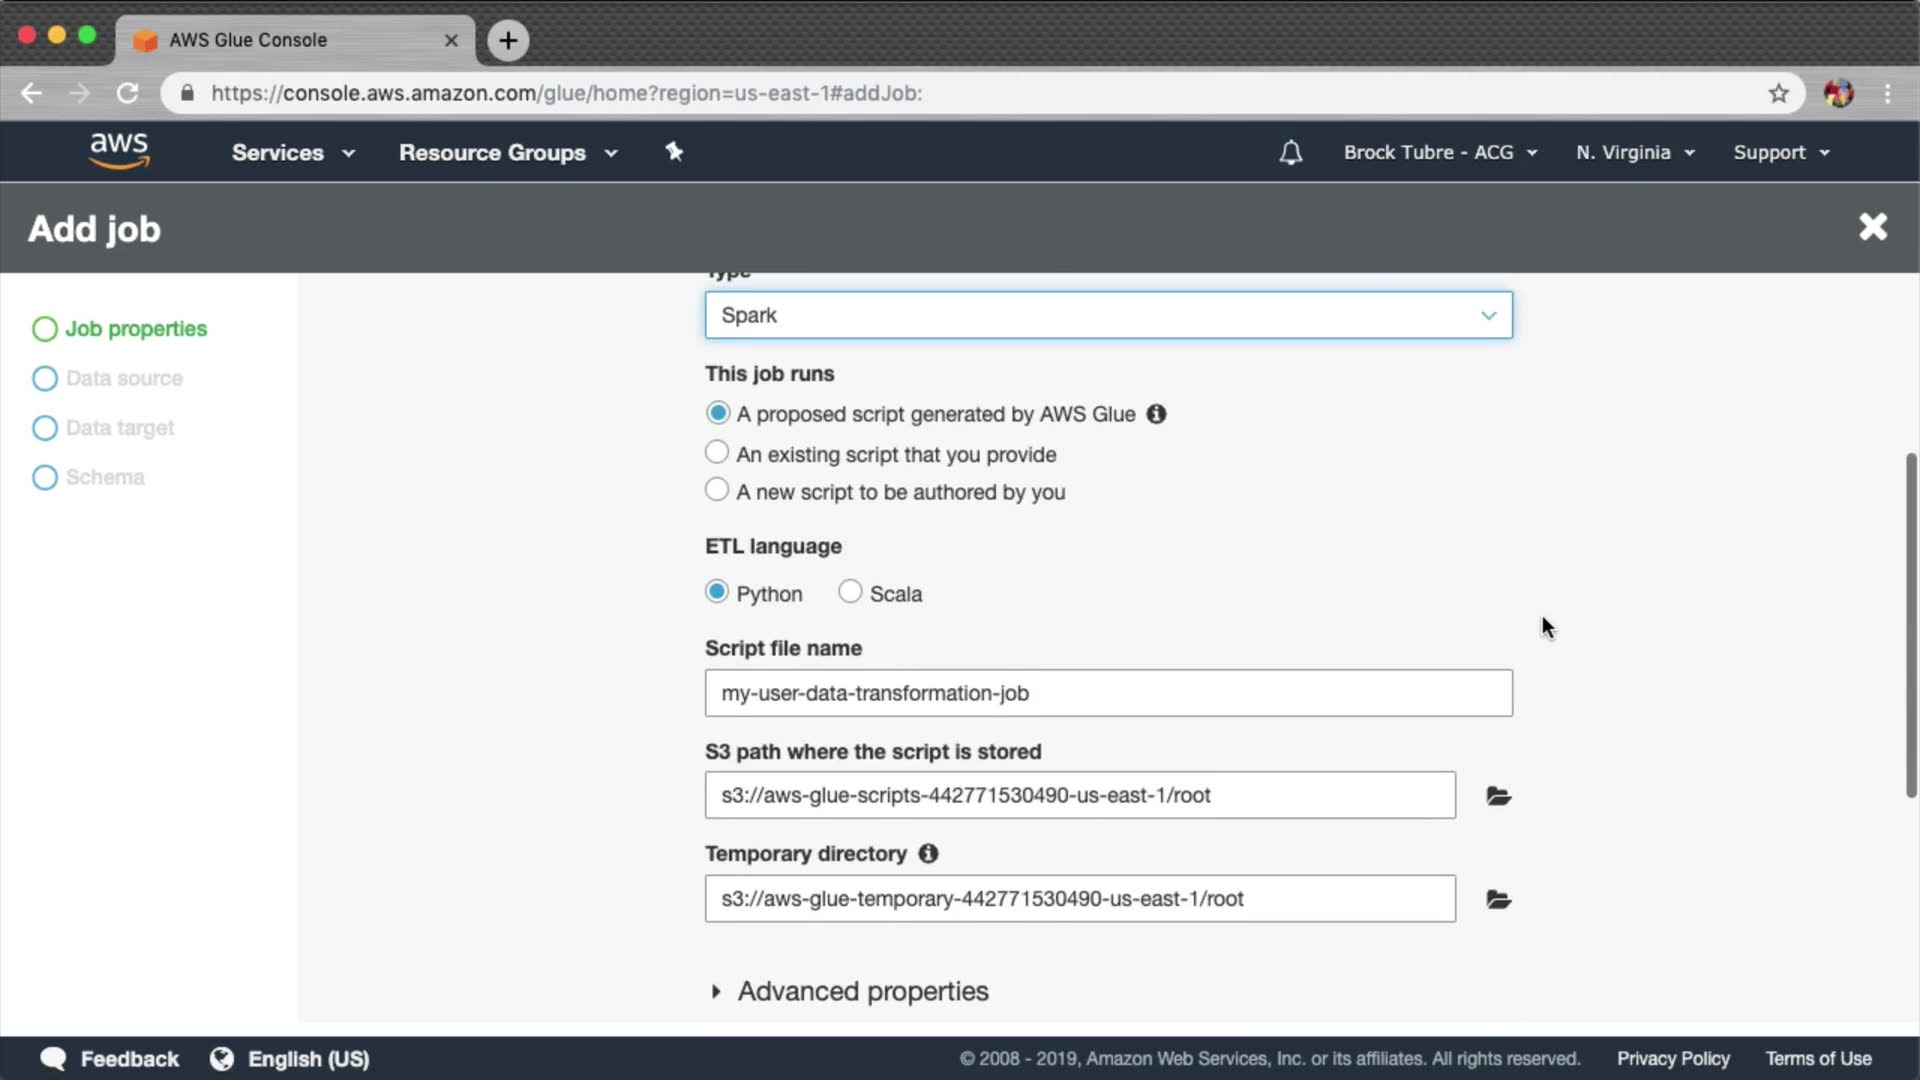 AWS Glue Console
https://console.aws.amazon.com/glue/home?region=us-east-1#addJob:
aws
Services
Resource Groups
Brock Tubre - ACG
N. Virginia
Support
Add job
Type
Job properties
Data source
Data target
Schema
Spark
This job runs
A proposed script generated by AWS Glue
An existing script that you provide
A new script to be authored by you
ETL language
Python Scala
Script file name
my-user-data-transformation-job
S3 path where the script is stored
s3://aws-glue-scripts-442771530490-us-east-1/root
Temporary directory
s3://aws-glue-temporary-442771530490-us-east-1/root
Advanced properties
Feedback
English (US)
© 2008 - 2019, Amazon Web Services, Inc. or its affiliates. All rights reserved.
Privacy Policy
Terms of Use